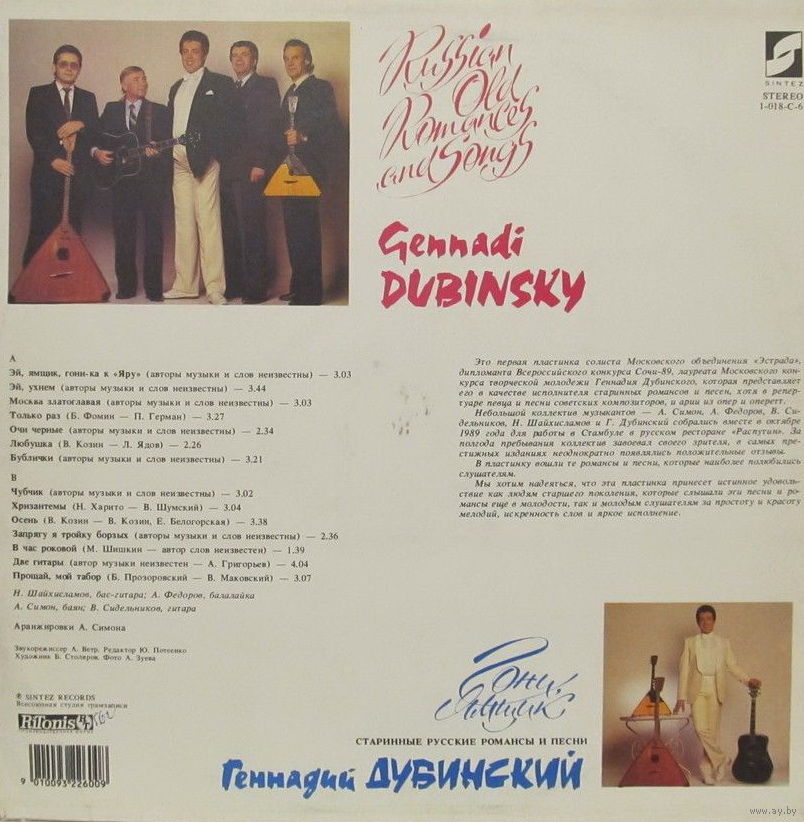 Russian
Old
Romances
and Songs
SINTEZ
STEREO
1-018-C-6
Gennadi
DUBINSKY
A
Эй, ямщик, гони-ка к «Яру» (авторы музыки и слов неизвестны) — 3.03
Эй, ухнем (авторы музыки и слов неизвестны) — 3.44
Москва златоглавая (авторы музыки и слов неизвестны) — 3.03
Только раз (Б. Фомин — П. Герман) — 3.27
Очи черные (авторы музыки и слов неизвестны) — 2.34
Любушка (В. Козин — Л. Ядов) — 2.26
Бублички (авторы музыки и слов неизвестны) — 3.21
B
Чубчик (авторы музыки и слов неизвестны) — 3.02
Хризантемы (Н. Харито — В. Шумский) — 3.04
Осень (В. Козин — В. Козин, Е. Белогорская) — 3.38
Запрягу я тройку борзых (авторы музыки и слов неизвестны) — 2.36
В час роковой (М. Шишкин — автор слов неизвестен) — 1.39
Две гитары (автор музыки неизвестен — А. Григорьев) — 4.04
Прощай, мой табор (Б. Прозоровский — В. Маковский) — 3.07
Н. Шайхисламов, бас-гитара; А. Федоров, балалайка
А. Симон, баян; В. Сидельников, гитара
Аранжировки А. Симона
Звукорежиссер А. Ветр. Редактор Ю. Потеенко
Художник Б. Столяров. Фото А. Зуева
Это первая пластинка солиста Московского объединения «Эстрада»,
дипломанта Всероссийского конкурса Сочи-89, лауреата Московского кон-
курса творческой молодежи Геннадия Дубинского, которая представляет
его в качестве исполнителя старинных романсов и песен, хотя в репер-
туаре певца и песни советских композиторов, и арии из опер и оперетт.
Небольшой коллектив музыкантов — А. Симон, А. Федоров, В. Си-
дельников, Н. Шайхисламов и Г. Дубинский собрались вместе в октябре
1989 года для работы в Стамбуле в русском ресторане «Распутин». За
полгода пребывания коллектив завоевал своего зрителя, в самых пре-
стижных изданиях неоднократно появлялись положительные отзывы.
В пластинку вошли те романсы и песни, которые наиболее полюбились
слушателям.
Мы хотим надеяться, что эта пластинка принесет истинное удоволь-
ствие как людям старшего поколения, которые слышали эти песни и ро-
мансы еще в молодости, так и молодым слушателям за простоту и красоту
мелодий, искренность слов и яркое исполнение.
℗ SINTEZ RECORDS
Всесоюзная студия грамзаписи
RiTonis
9 010093 226009
Гони,
ямщик
СТАРИННЫЕ РУССКИЕ РОМАНСЫ И ПЕСНИ
Геннадий ДУБИНСКИЙ
www.ay.by